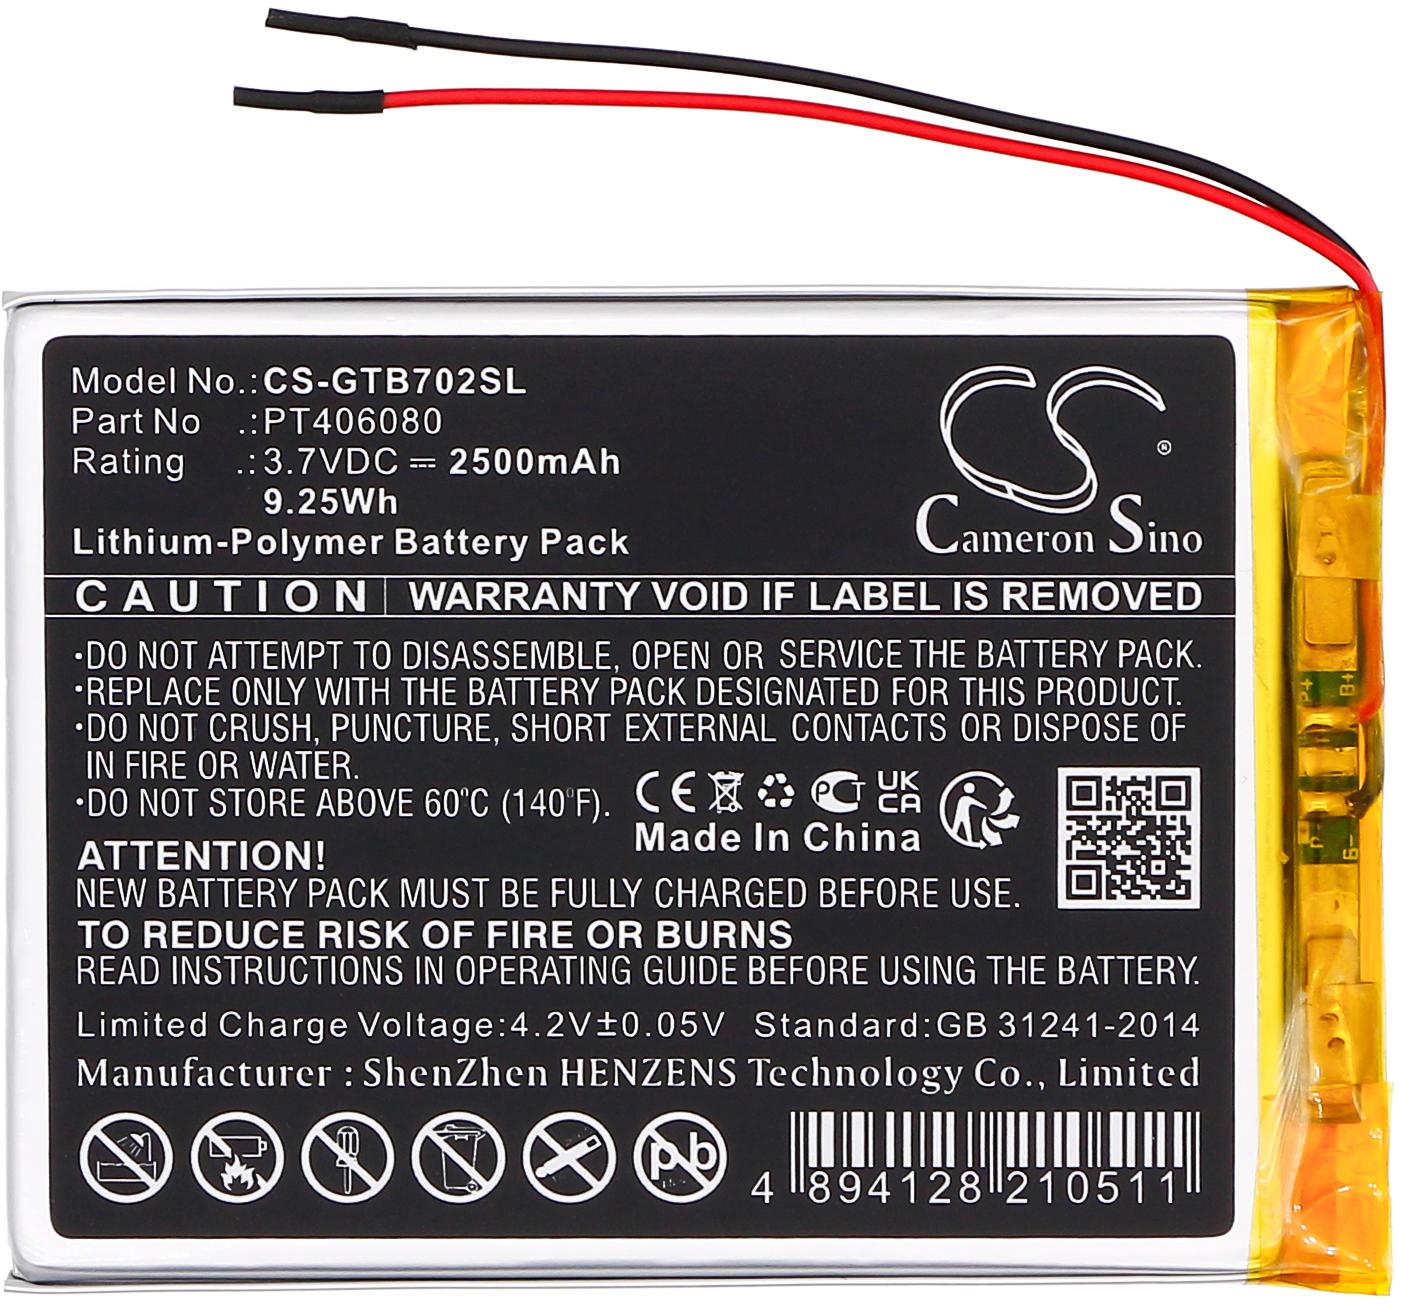 Model No.:CS-GTB702SL
Part No .:PT406080
Rating .:3.7VDC ⎓ 2500mAh
9.25Wh
Lithium-Polymer Battery Pack
CS
®
Cameron Sino
CAUTION WARRANTY VOID IF LABEL IS REMOVED
·DO NOT ATTEMPT TO DISASSEMBLE, OPEN OR SERVICE THE BATTERY PACK.
·REPLACE ONLY WITH THE BATTERY PACK DESIGNATED FOR THIS PRODUCT.
·DO NOT CRUSH, PUNCTURE, SHORT EXTERNAL CONTACTS OR DISPOSE OF
IN FIRE OR WATER.
·DO NOT STORE ABOVE 60°C (140°F).
CE PCT UK CA
Made In China
ATTENTION!
NEW BATTERY PACK MUST BE FULLY CHARGED BEFORE USE.
TO REDUCE RISK OF FIRE OR BURNS
READ INSTRUCTIONS IN OPERATING GUIDE BEFORE USING THE BATTERY.
Limited Charge Voltage:4.2V±0.05V Standard:GB 31241-2014
Manufacturer : ShenZhen HENZENS Technology Co., Limited
Pb
4 894128 210511
P+ B+
P- B-